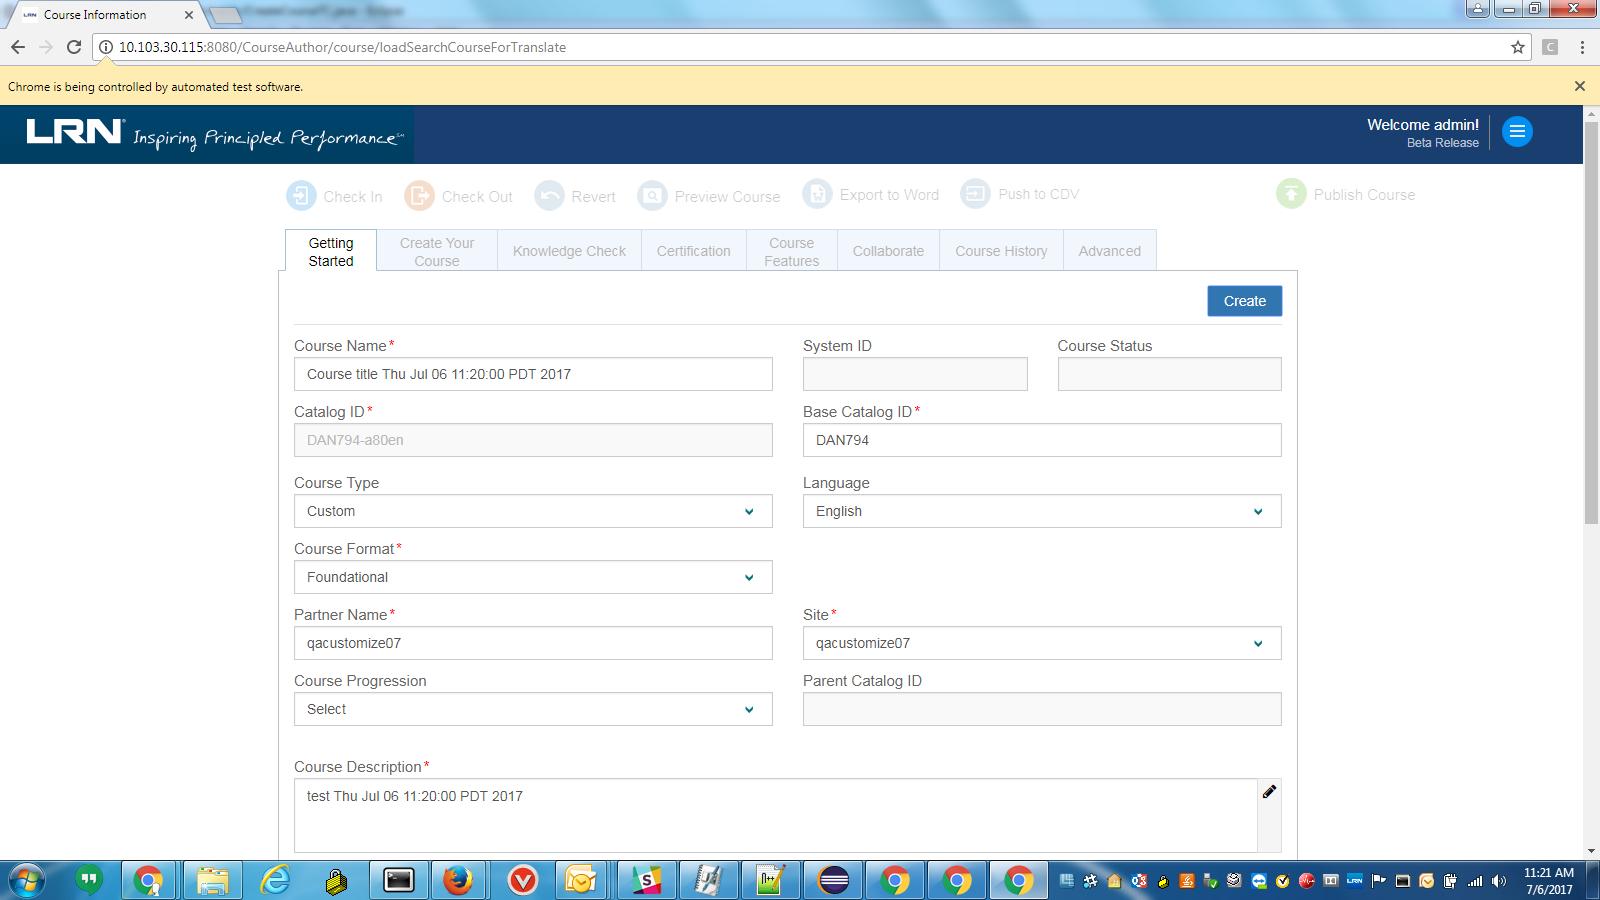 Course Information
10.103.30.115:8080/CourseAuthor/course/loadSearchCourseForTranslate
Chrome is being controlled by automated test software.
LRN Inspiring Principled Performance
Welcome admin!
Beta Release
Check In
Check Out
Revert
Preview Course
Export to Word
Push to CDV
Publish Course
Getting Started
Create Your Course
Knowledge Check
Certification
Course Features
Collaborate
Course History
Advanced
Create
Course Name*
System ID
Course Status
Course title Thu Jul 06 11:20:00 PDT 2017
Catalog ID*
Base Catalog ID*
DAN794-a80en
DAN794
Course Type
Language
Custom
English
Course Format*
Foundational
Partner Name*
Site*
qacustomize07
qacustomize07
Course Progression
Parent Catalog ID
Select
Course Description*
test Thu Jul 06 11:20:00 PDT 2017
11:21 AM
7/6/2017